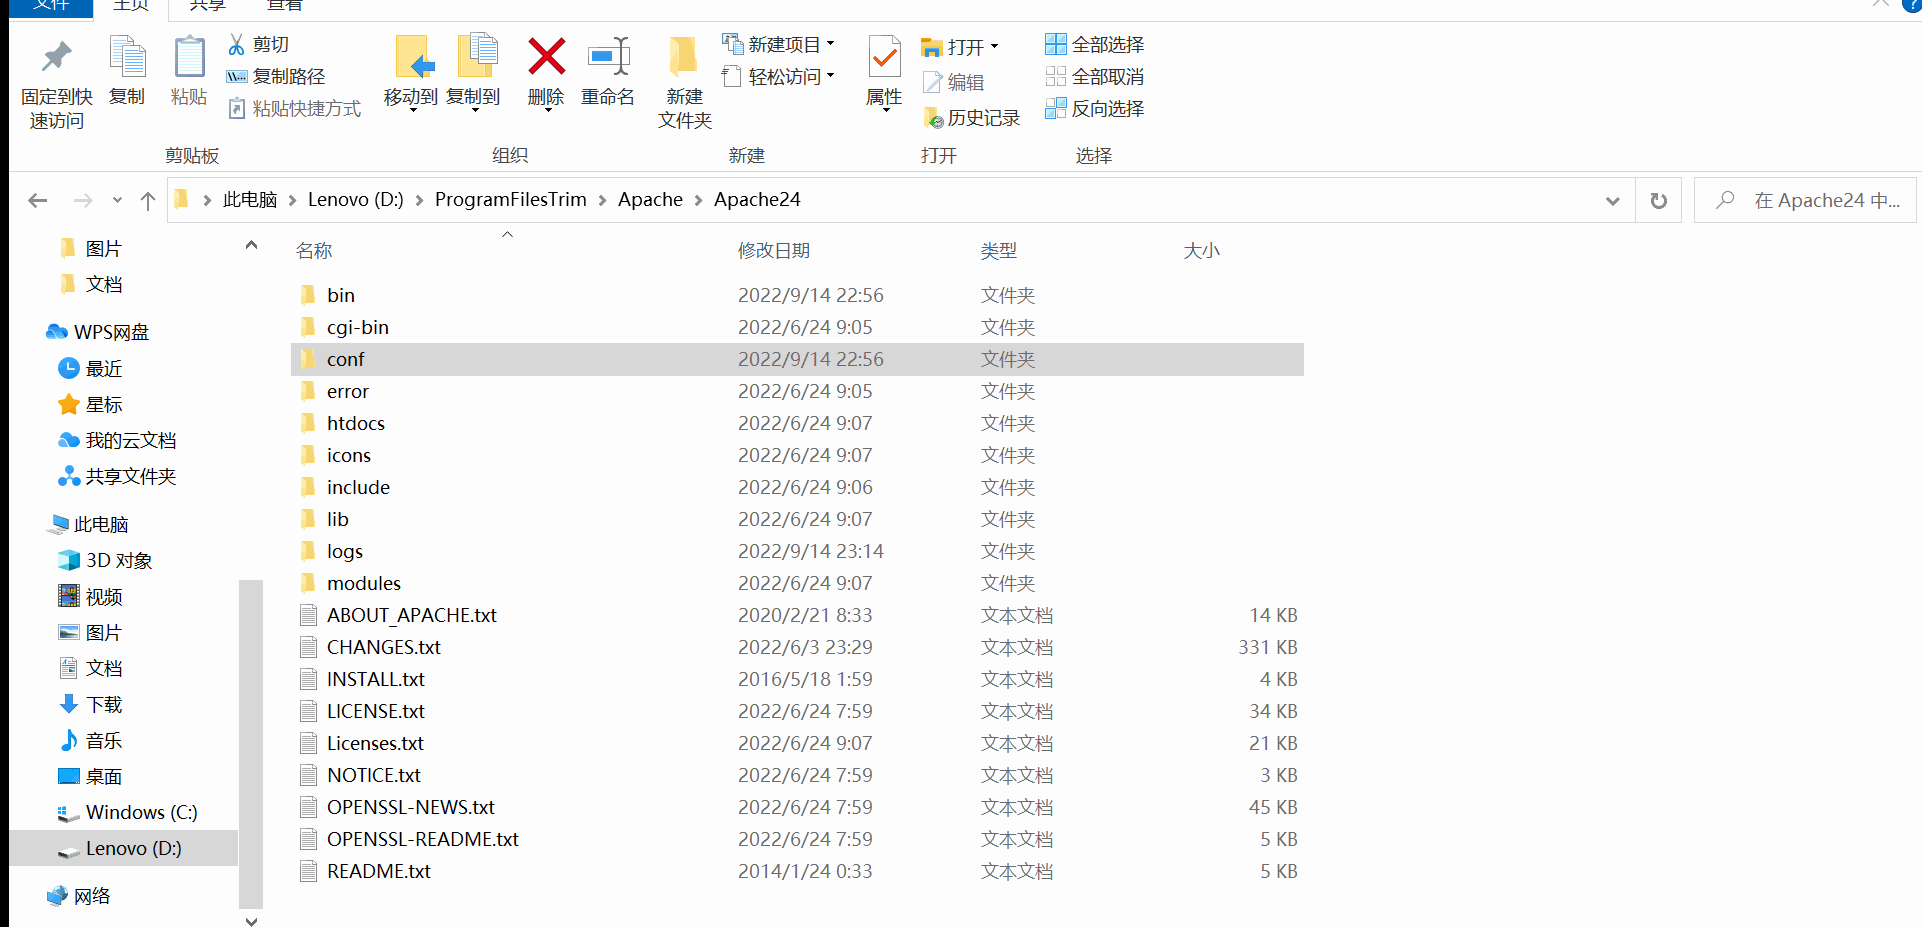 文件 主页 共享 查看
固定到快速访问
复制
粘贴
剪切
复制路径
粘贴快捷方式
剪贴板
移动到 复制到 删除 重命名
组织
新建文件夹
新建项目
轻松访问
新建
属性
打开
编辑
历史记录
打开
全部选择
全部取消
反向选择
选择
此电脑 Lenovo (D:) ProgramFilesTrim Apache Apache24
在 Apache24 中...
图片
文档
WPS网盘
最近
星标
我的云文档
共享文件夹
此电脑
3D 对象
视频
图片
文档
下载
音乐
桌面
Windows (C:)
Lenovo (D:)
网络
名称 修改日期 类型 大小
bin 2022/9/14 22:56 文件夹
cgi-bin 2022/6/24 9:05 文件夹
conf 2022/9/14 22:56 文件夹
error 2022/6/24 9:05 文件夹
htdocs 2022/6/24 9:07 文件夹
icons 2022/6/24 9:07 文件夹
include 2022/6/24 9:06 文件夹
lib 2022/6/24 9:07 文件夹
logs 2022/9/14 23:14 文件夹
modules 2022/6/24 9:07 文件夹
ABOUT_APACHE.txt 2020/2/21 8:33 文本文档 14 KB
CHANGES.txt 2022/6/3 23:29 文本文档 331 KB
INSTALL.txt 2016/5/18 1:59 文本文档 4 KB
LICENSE.txt 2022/6/24 7:59 文本文档 34 KB
Licenses.txt 2022/6/24 9:07 文本文档 21 KB
NOTICE.txt 2022/6/24 7:59 文本文档 3 KB
OPENSSL-NEWS.txt 2022/6/24 7:59 文本文档 45 KB
OPENSSL-README.txt 2022/6/24 7:59 文本文档 5 KB
README.txt 2014/1/24 0:33 文本文档 5 KB